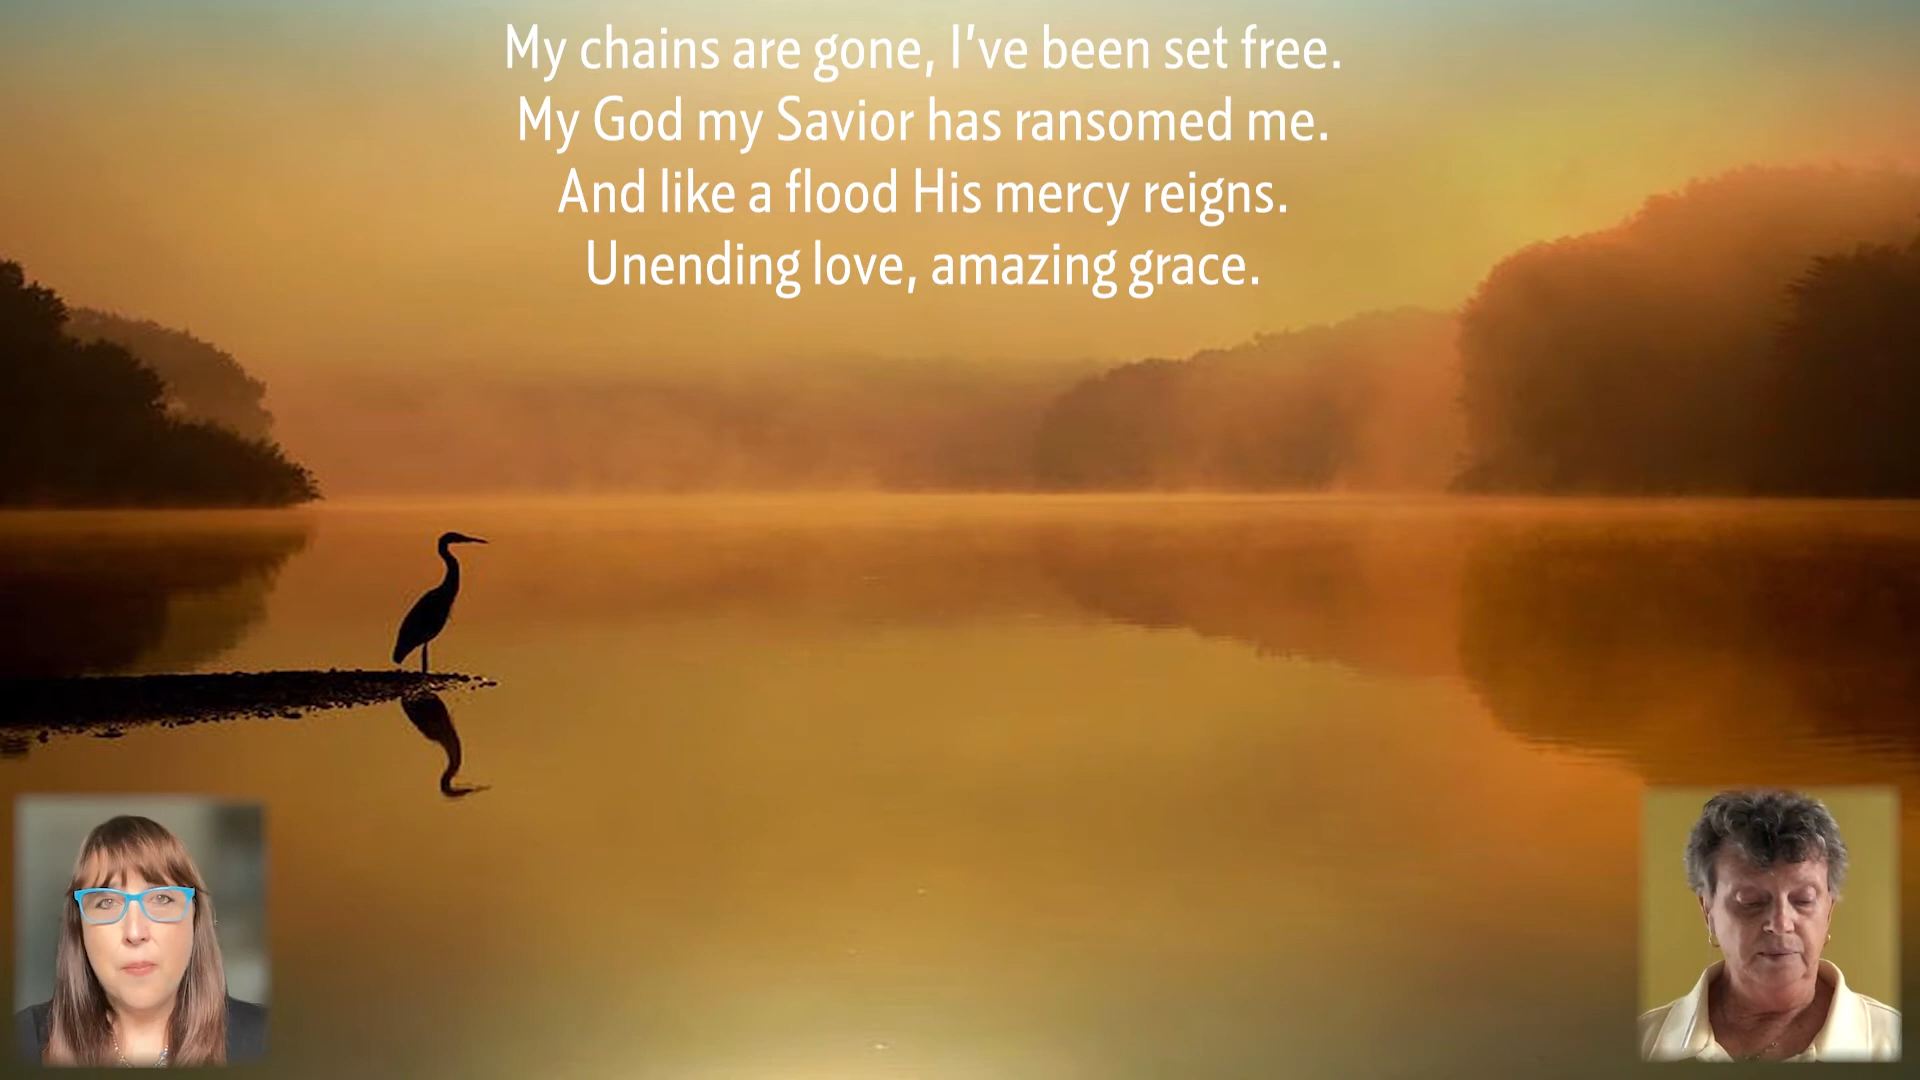 My chains are gone, I've been set free.
My God my Savior has ransomed me.
And like a flood His mercy reigns.
Unending love, amazing grace.